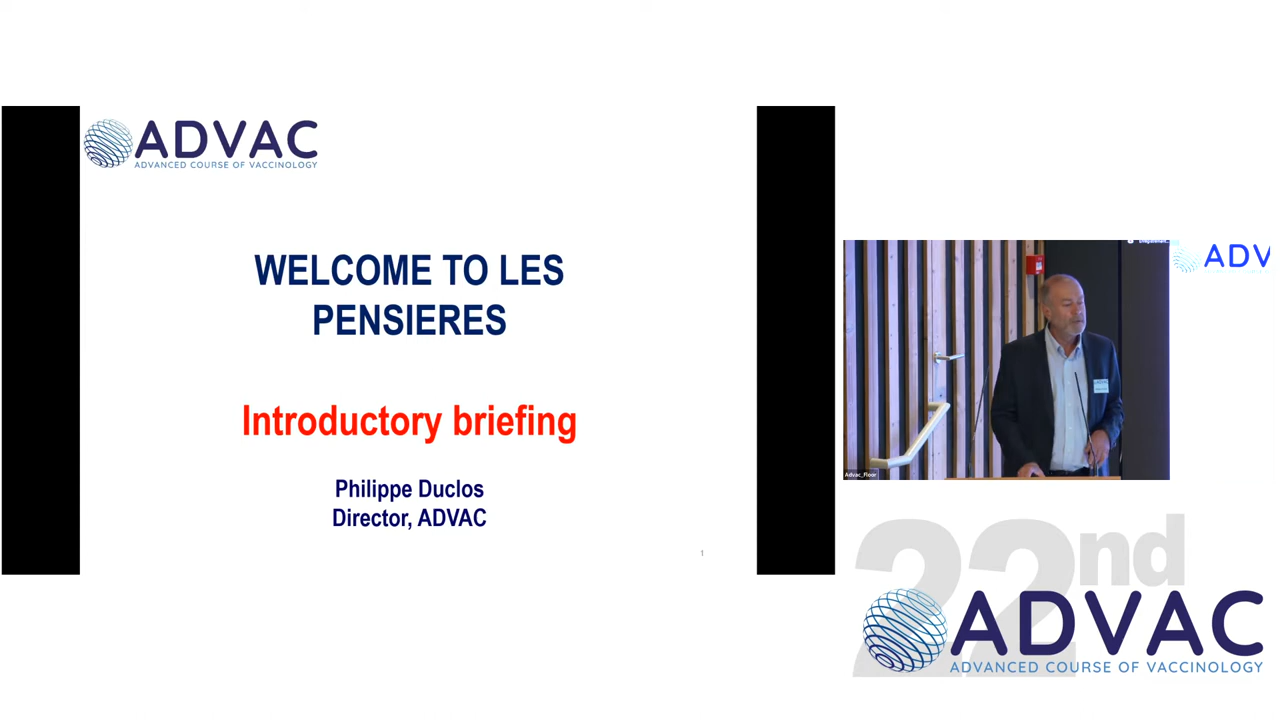 ADVAC
ADVANCED COURSE OF VACCINOLOGY
WELCOME TO LES
PENSIERES
Introductory briefing
Philippe Duclos
Director, ADVAC
1
ADV
Advac_Floor
22nd
ADVAC
ADVANCED COURSE OF VACCINOLOGY